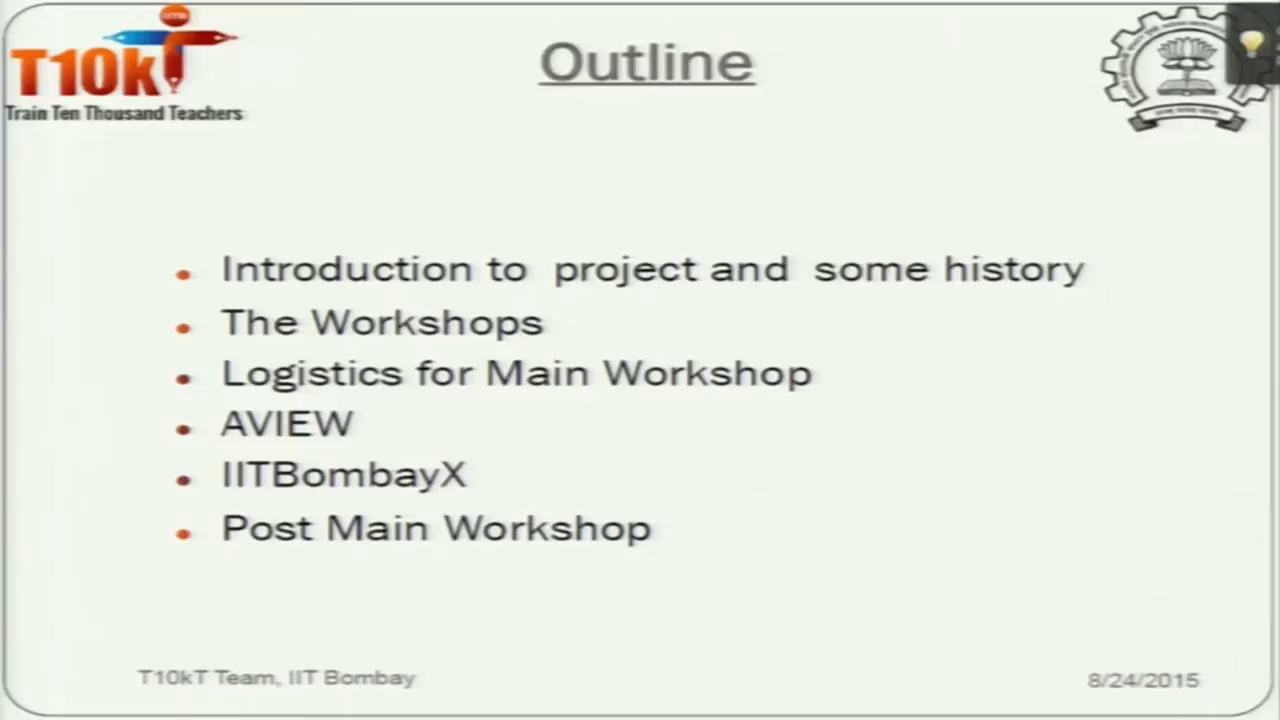 T10kT
Train Ten Thousand Teachers
Outline
Introduction to project and some history
The Workshops
Logistics for Main Workshop
AVIEW
IITBombayX
Post Main Workshop
T10kT Team, IIT Bombay
8/24/2015